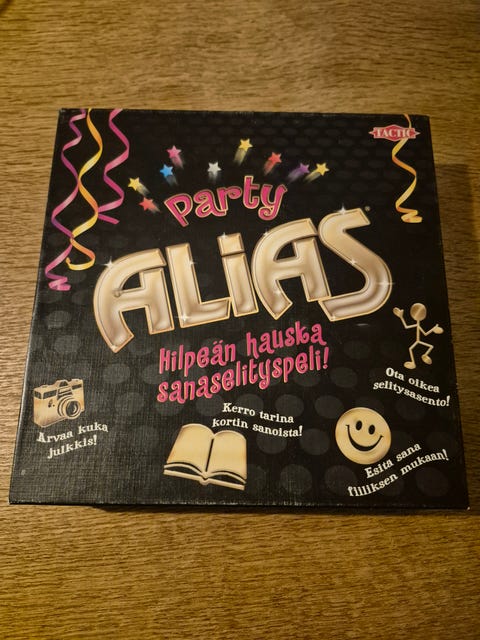 TACTIC
Party
ALiAS®
Hilpeän hauska
sanaselityspeli!
Ota oikea
selitysasento!
Kerro tarina
kortin sanoista!
Arvaa kuka
julkkis!
Esitä sana
fiiliksen mukaan!